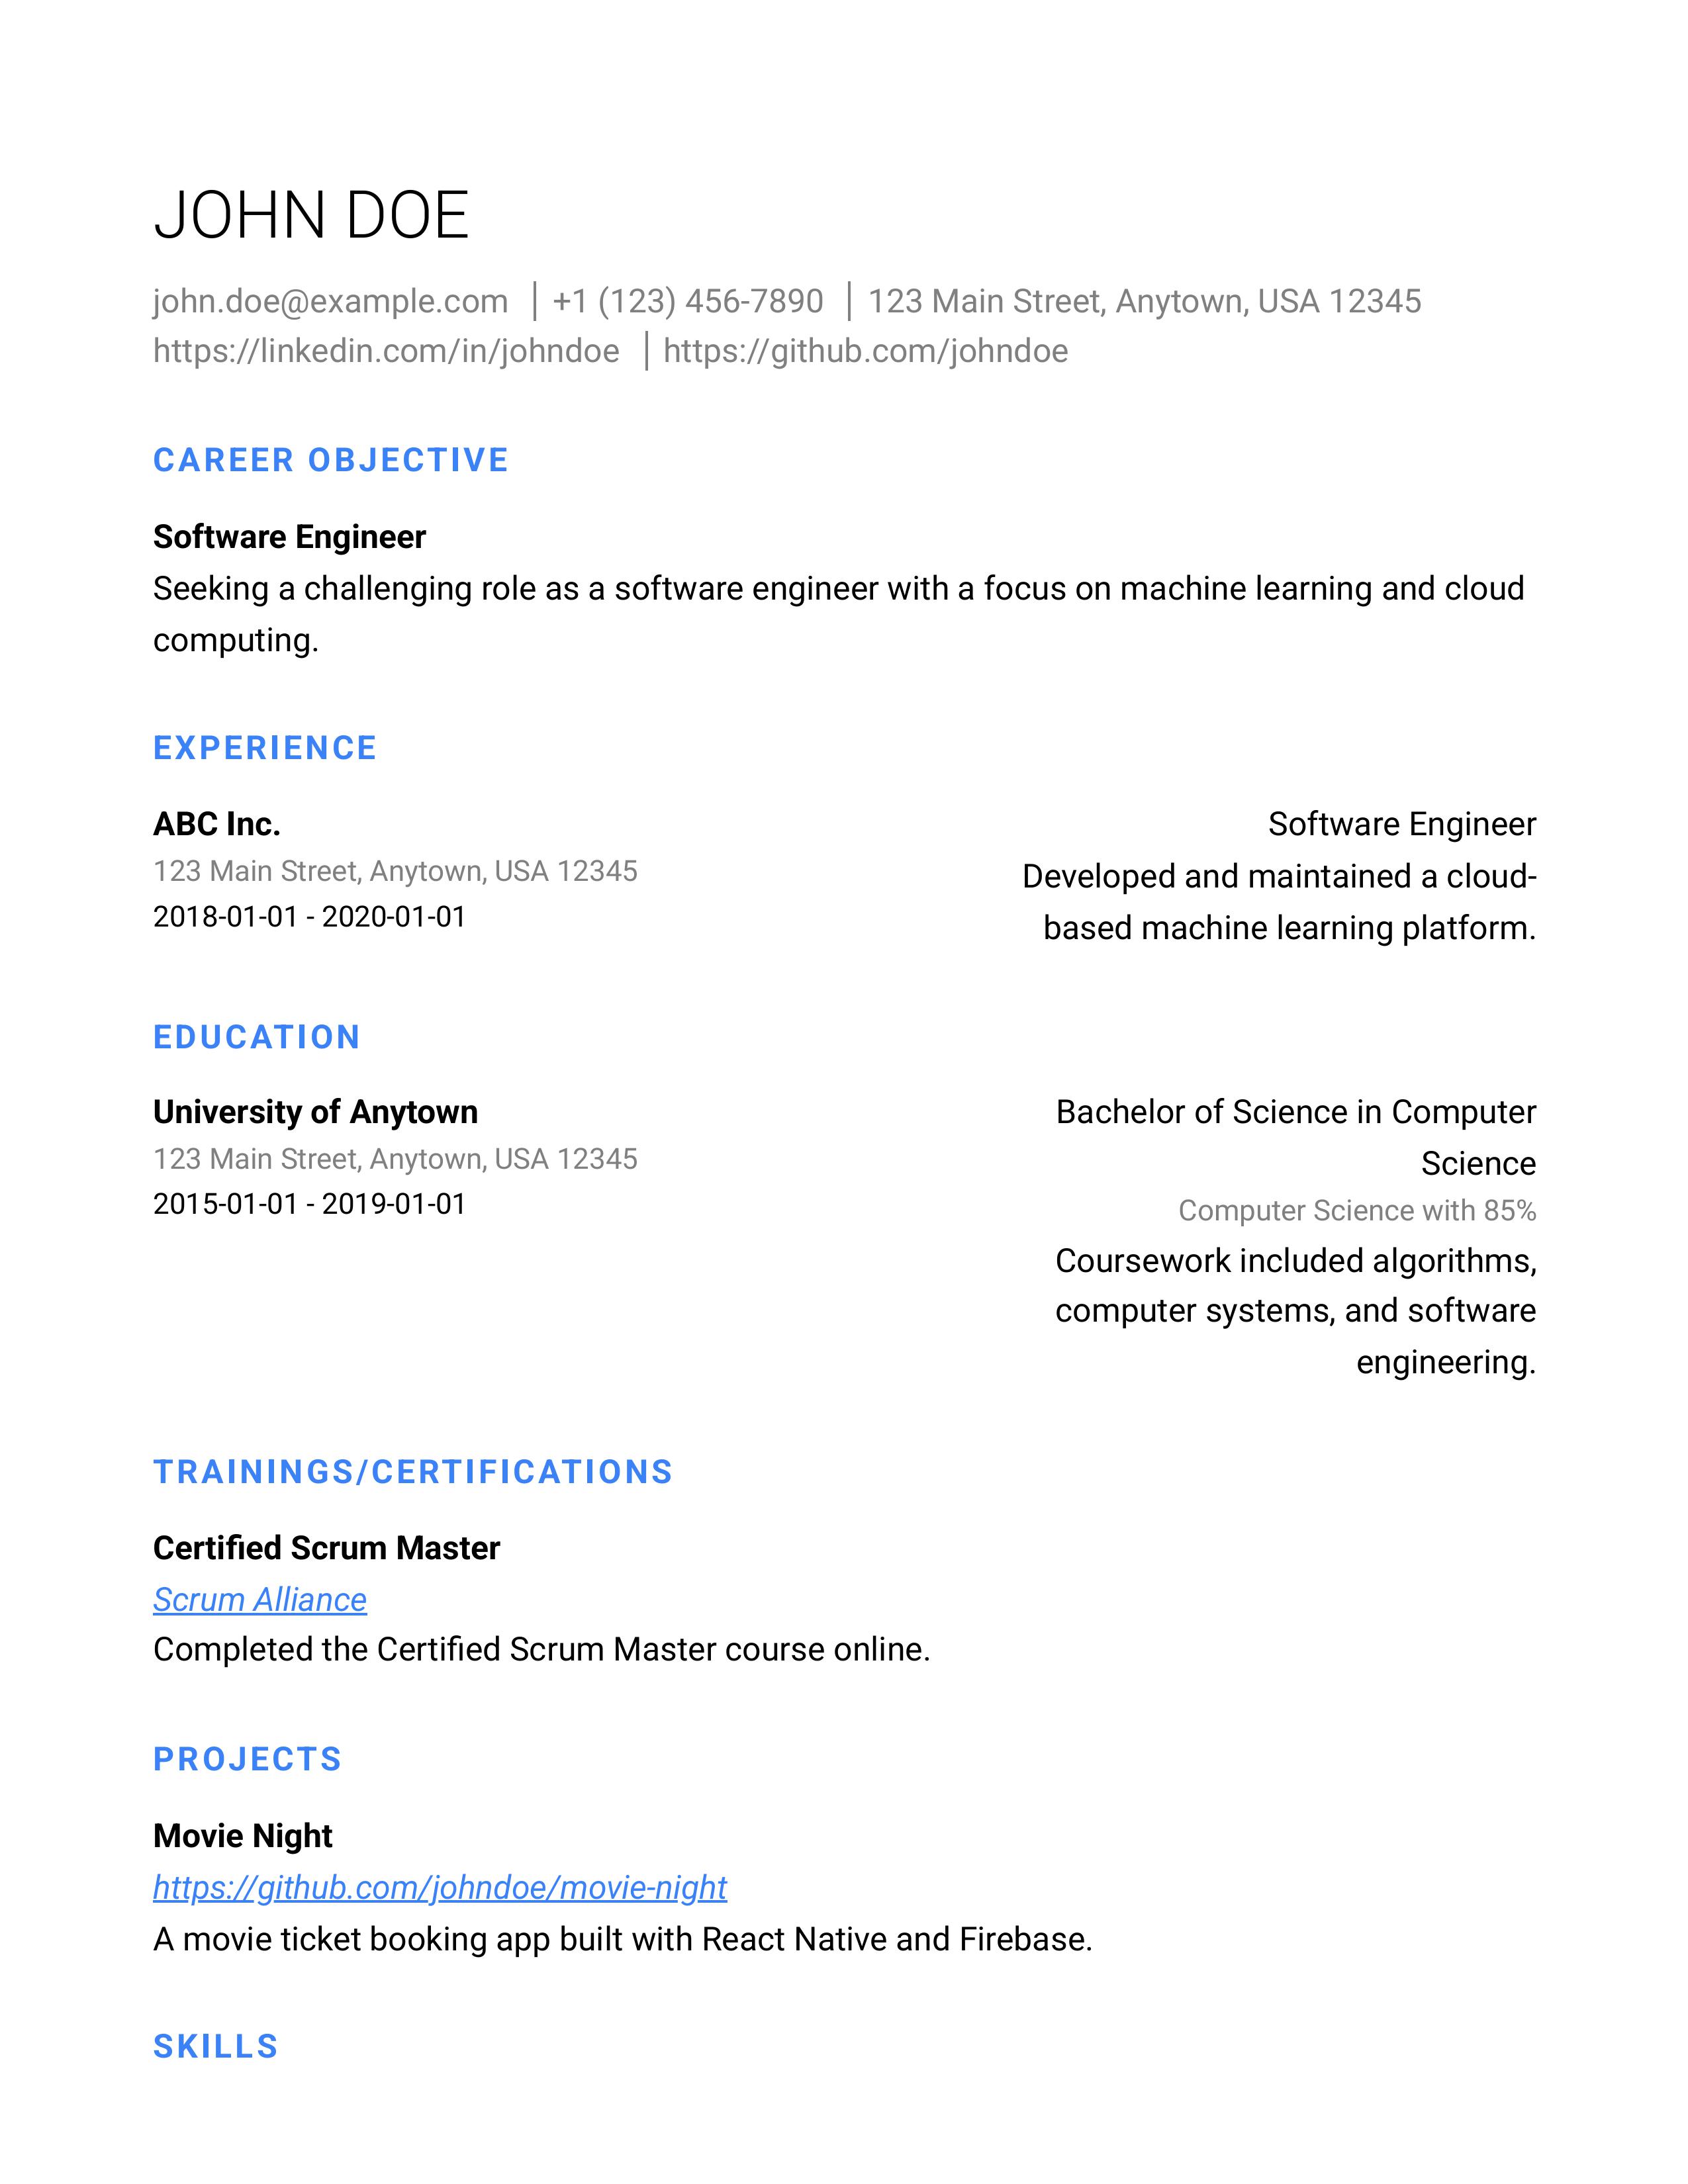 JOHN DOE
john.doe@example.com | +1 (123) 456-7890 | 123 Main Street, Anytown, USA 12345
https://linkedin.com/in/johndoe | https://github.com/johndoe
CAREER OBJECTIVE
Software Engineer
Seeking a challenging role as a software engineer with a focus on machine learning and cloud
computing.
EXPERIENCE
ABC Inc.
123 Main Street, Anytown, USA 12345
2018-01-01 - 2020-01-01
Software Engineer
Developed and maintained a cloud-
based machine learning platform.
EDUCATION
University of Anytown
123 Main Street, Anytown, USA 12345
2015-01-01 - 2019-01-01
Bachelor of Science in Computer
Science
Computer Science with 85%
Coursework included algorithms,
computer systems, and software
engineering.
TRAININGS/CERTIFICATIONS
Certified Scrum Master
Scrum Alliance
Completed the Certified Scrum Master course online.
PROJECTS
Movie Night
https://github.com/johndoe/movie-night
A movie ticket booking app built with React Native and Firebase.
SKILLS